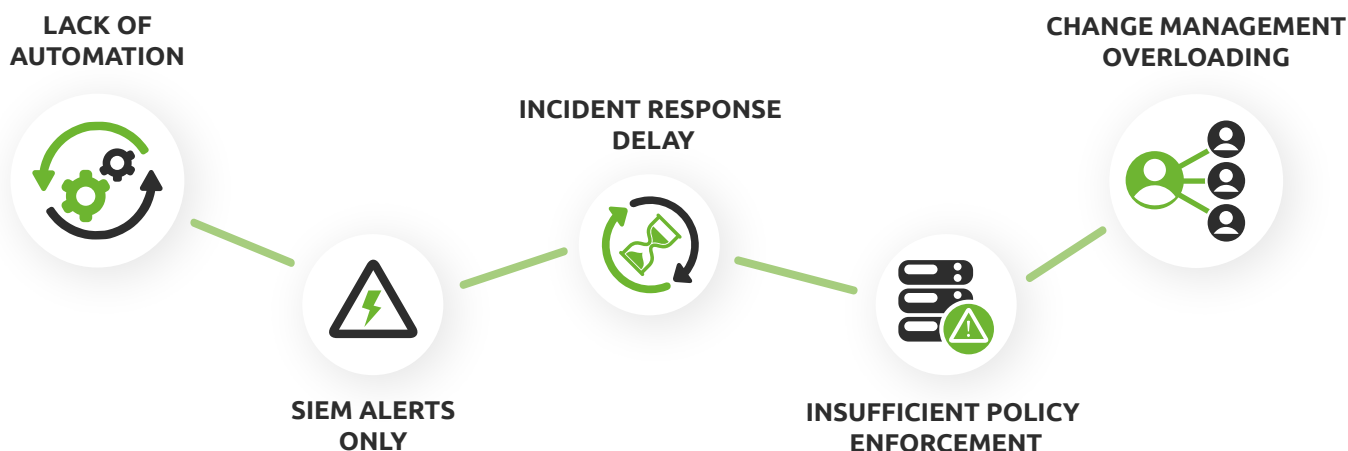 LACK OF
AUTOMATION
SIEM ALERTS
ONLY
INCIDENT RESPONSE
DELAY
INSUFFICIENT POLICY
ENFORCEMENT
CHANGE MANAGEMENT
OVERLOADING